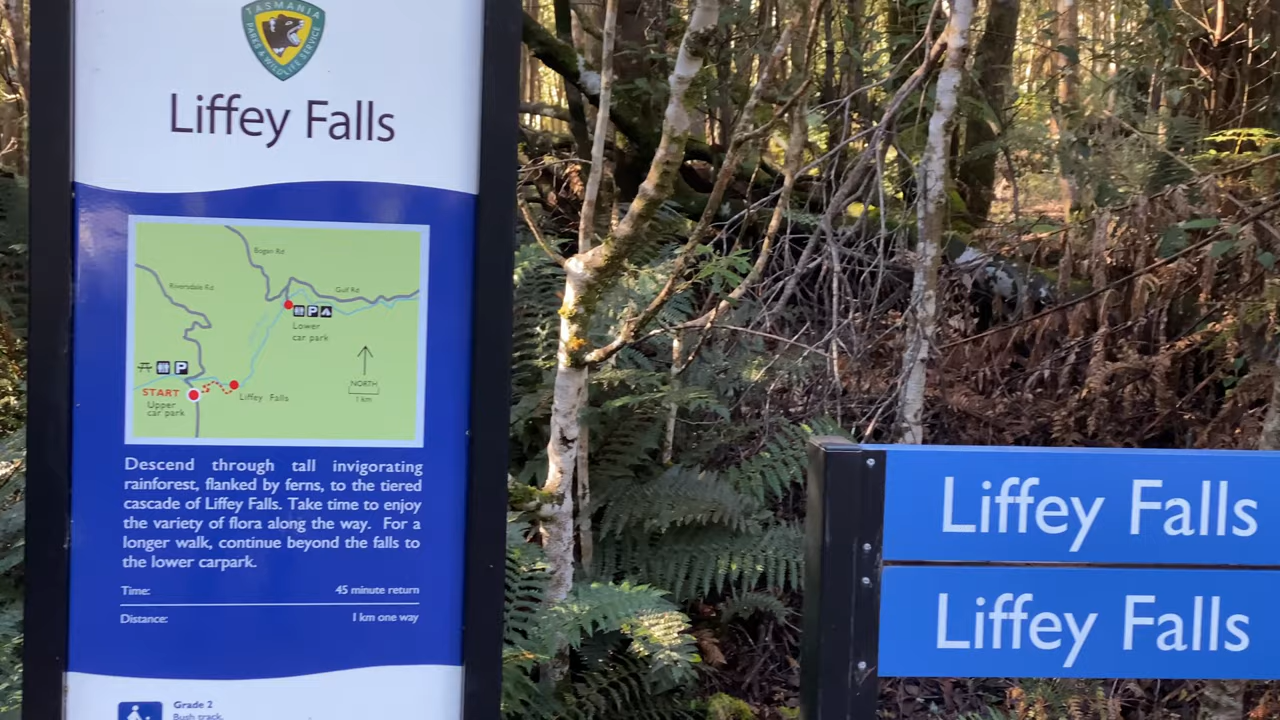 TASMANIA
PARKS & WILDLIFE SERVICE
Liffey Falls
Bogan Rd
Riversdale Rd
Gulf Rd
P
Lower
car park
P
NORTH
1 km
START
Upper
car park
Liffey Falls
Descend through tall invigorating
rainforest, flanked by ferns, to the tiered
cascade of Liffey Falls. Take time to enjoy
the variety of flora along the way. For a
longer walk, continue beyond the falls to
the lower carpark.
Time: 45 minute return
Distance: 1 km one way
Grade 2
Bush track.
Liffey Falls
Liffey Falls